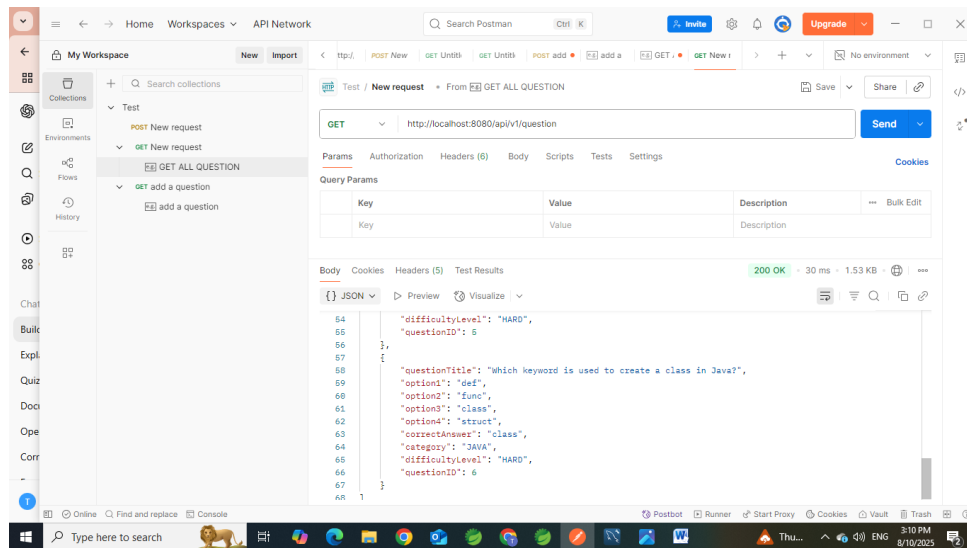 Home Workspaces API Network Search Postman Ctrl K Invite Upgrade
My Workspace New Import POST New GET Untitl GET Untitl POST add add a GET GET New No environment
Collections
Environments
Flows
History
Search collections
Test
POST New request
GET New request
GET ALL QUESTION
GET add a question
add a question
HTTP Test / New request From GET ALL QUESTION Save Share
GET http://localhost:8080/api/v1/question Send
Params Authorization Headers (6) Body Scripts Tests Settings Cookies
Query Params
Key Value Description Bulk Edit
Key Value Description
Body Cookies Headers (5) Test Results 200 OK 30 ms 1.53 KB
{} JSON Preview Visualize
54 "difficultyLevel": "HARD",
55 "questionID": 5
56 },
57 {
58 "questionTitle": "Which keyword is used to create a class in Java?",
59 "option1": "def",
60 "option2": "func",
61 "option3": "class",
62 "option4": "struct",
63 "correctAnswer": "class",
64 "category": "JAVA",
65 "difficultyLevel": "HARD",
66 "questionID": 6
67 }
68 ]
Chat
Build
Expl
Quiz
Doc
Ope
Corr
T
Online Find and replace Console Postbot Runner Start Proxy Cookies Vault Trash
Type here to search Thu... ENG 3:10 PM
8/10/2025